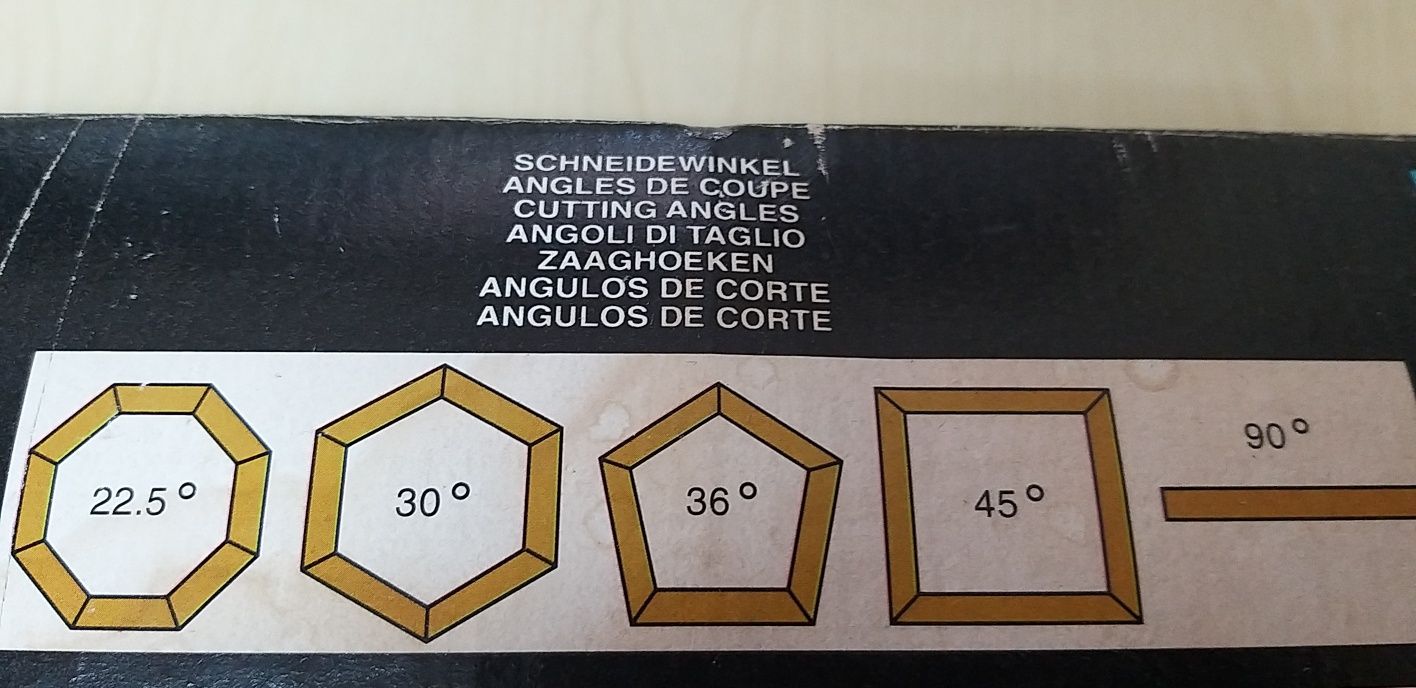 SCHNEIDEWINKEL
ANGLES DE COUPE
CUTTING ANGLES
ANGOLI DI TAGLIO
ZAAGHOEKEN
ANGULOS DE CORTE
ANGULOS DE CORTE
22.5° 30° 36° 45° 90°